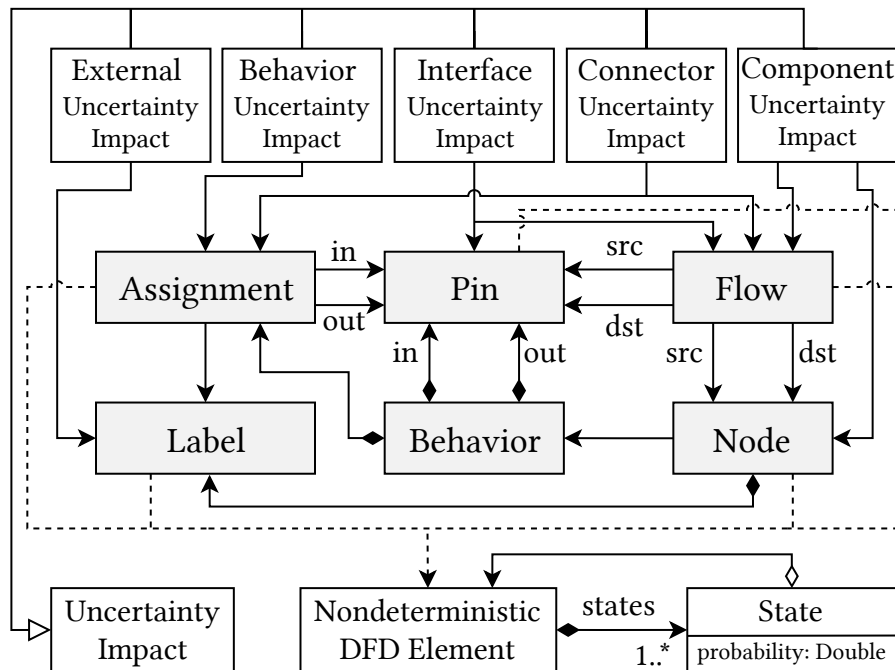 External
Uncertainty
Impact
Behavior
Uncertainty
Impact
Interface
Uncertainty
Impact
Connector
Uncertainty
Impact
Component
Uncertainty
Impact
Assignment
in
out
Pin
src
dst
Flow
in
out
src
dst
Label
Behavior
Node
Uncertainty
Impact
Nondeterministic
DFD Element
states
1..*
State
probability: Double